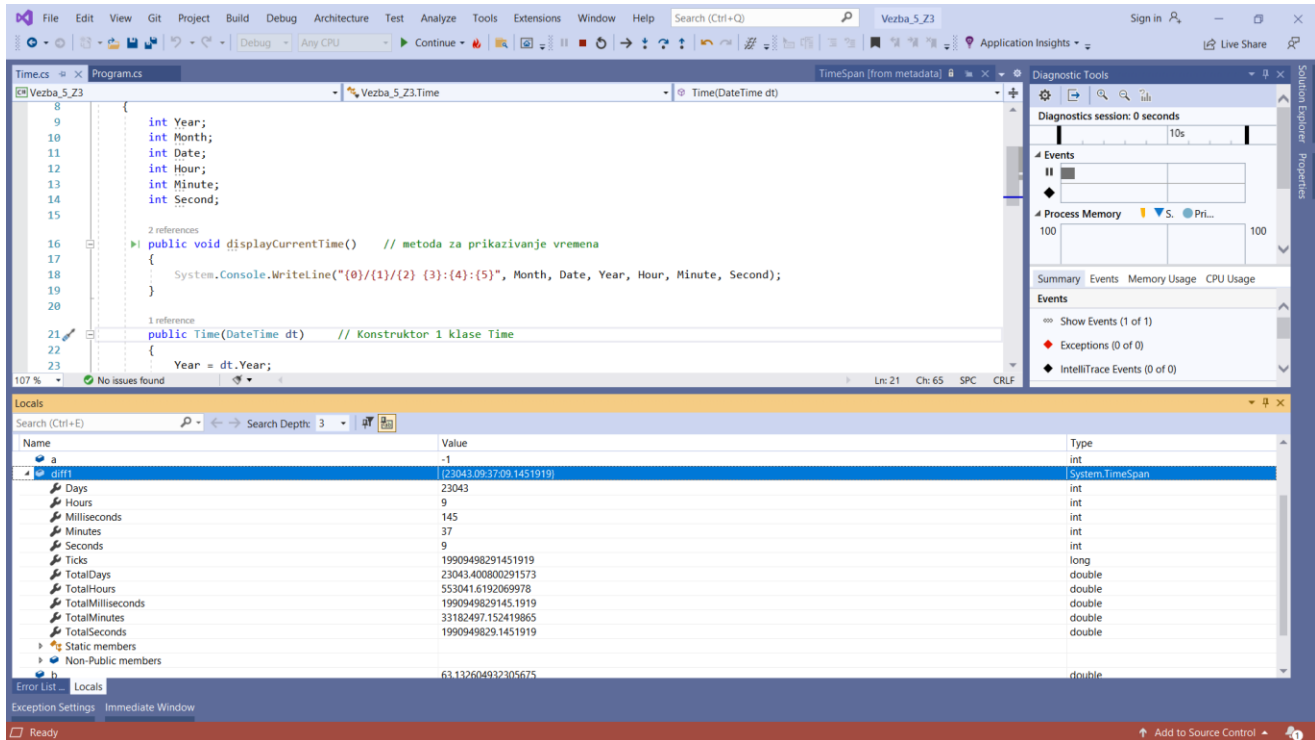 File Edit View Git Project Build Debug Architecture Test Analyze Tools Extensions Window Help Search (Ctrl+Q) Vezba_5_Z3 Sign in
Debug Any CPU Continue Application Insights Live Share
Time.cs Program.cs TimeSpan [from metadata]
Vezba_5_Z3 Vezba_5_Z3.Time Time(DateTime dt)
8 {
9 int Year;
10 int Month;
11 int Date;
12 int Hour;
13 int Minute;
14 int Second;
15
2 references
16 public void displayCurrentTime() // metoda za prikazivanje vremena
17 {
18 System.Console.WriteLine("{0}/{1}/{2} {3}:{4}:{5}", Month, Date, Year, Hour, Minute, Second);
19 }
20
1 reference
21 public Time(DateTime dt) // Konstruktor 1 klase Time
22 {
23 Year = dt.Year;
107 % No issues found Ln: 21 Ch: 65 SPC CRLF
Diagnostic Tools
Diagnostics session: 0 seconds
10s
Events
Process Memory S. Pri...
100 100
Summary Events Memory Usage CPU Usage
Events
Show Events (1 of 1)
Exceptions (0 of 0)
IntelliTrace Events (0 of 0)
Solution Explorer
Properties
Locals
Search (Ctrl+E) Search Depth: 3
Name Value Type
a -1 int
diff1 {23043.09:37:09.1451919} System.TimeSpan
Days 23043 int
Hours 9 int
Milliseconds 145 int
Minutes 37 int
Seconds 9 int
Ticks 19909498291451919 long
TotalDays 23043.400800291573 double
TotalHours 553041.6192069978 double
TotalMilliseconds 1990949829145.1919 double
TotalMinutes 33182497.152419865 double
TotalSeconds 1990949829.1451919 double
Static members
Non-Public members
b 63.132604932305675 double
Error List ... Locals
Exception Settings Immediate Window
Ready Add to Source Control 1